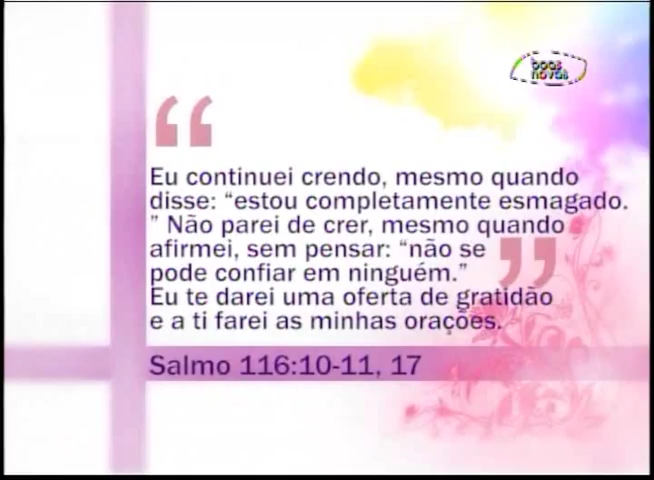 boas
novas
Eu continuei crendo, mesmo quando
disse: “estou completamente esmagado.
” Não parei de crer, mesmo quando
afirmei, sem pensar: “não se
pode confiar em ninguém.”
Eu te darei uma oferta de gratidão
e a ti farei as minhas orações.
Salmo 116:10-11, 17